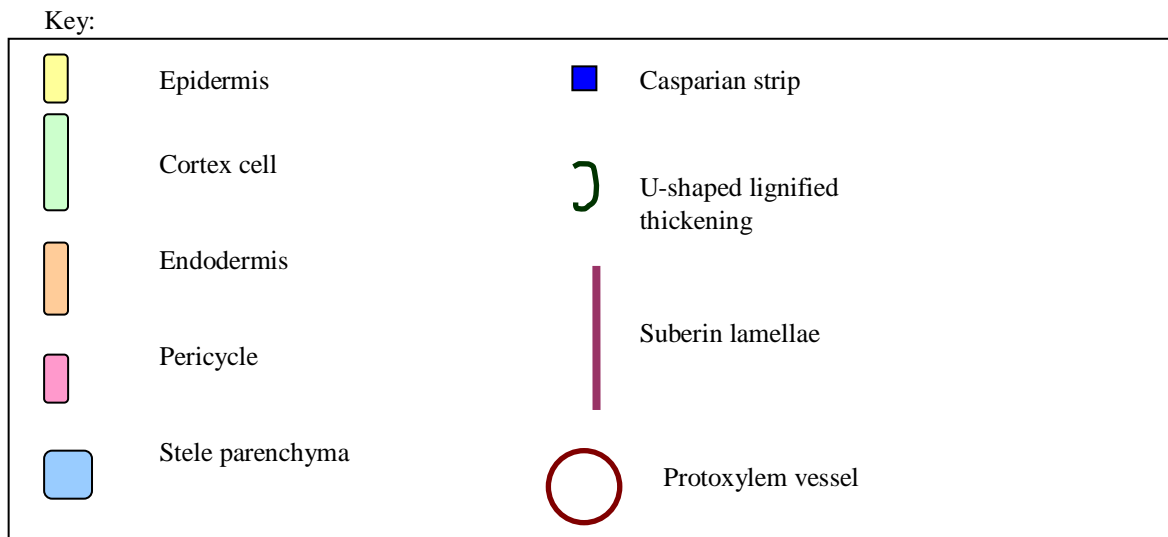 Key:
Epidermis
Casparian strip
Cortex cell
U-shaped lignified
thickening
Endodermis
Suberin lamellae
Pericycle
Stele parenchyma
Protoxylem vessel